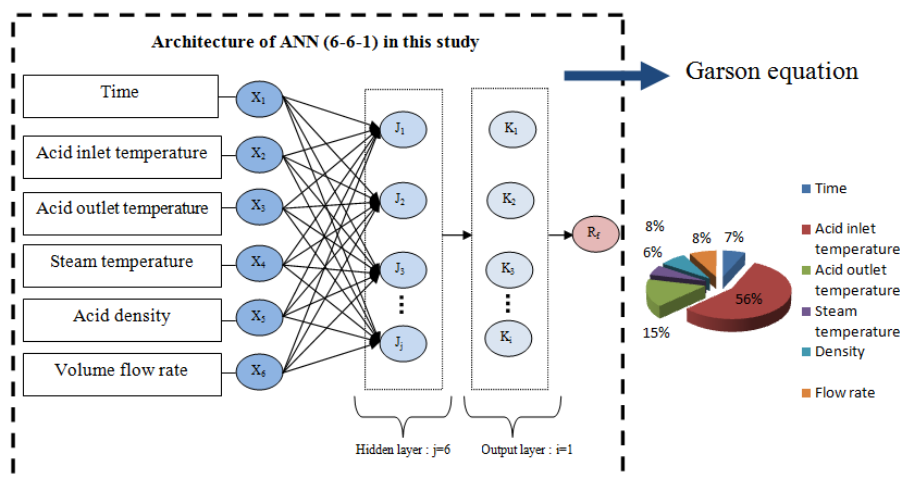 Architecture of ANN (6-6-1) in this study
Garson equation
Time
Acid inlet temperature
Acid outlet temperature
Steam temperature
Acid density
Volume flow rate
X1
X2
X3
X4
X5
X6
J1
J2
J3
Jj
K1
K2
K3
Ki
Rf
Hidden layer : j=6
Output layer : i=1
8%
6%
15%
8%
7%
56%
Time
Acid inlet
temperature
Acid outlet
temperature
Steam
temperature
Density
Flow rate